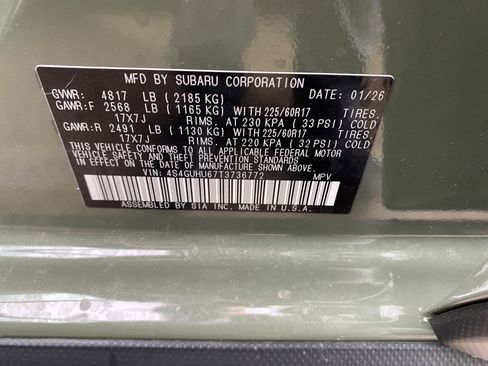 MFD BY SUBARU CORPORATION
GVWR: 4817 LB (2185 KG) DATE: 01/26
GAWR:F 2568 LB (1165 KG) WITH 225/60R17 TIRES.
17X7J RIMS. AT 230 KPA (33 PSI) COLD
GAWR:R 2491 LB (1130 KG) WITH 225/60R17 TIRES.
17X7J RIMS. AT 220 KPA (32 PSI) COLD
THIS VEHICLE CONFORMS TO ALL APPLICABLE FEDERAL MOTOR
VEHICLE SAFETY AND THEFT PREVENTION STANDARDS
IN EFFECT ON THE DATE OF MANUFACTURE SHOWN ABOVE.
VIN: 4S4GUHU67T3736772 MPV
ASSEMBLED BY SIA INC. MADE IN U.S.A.